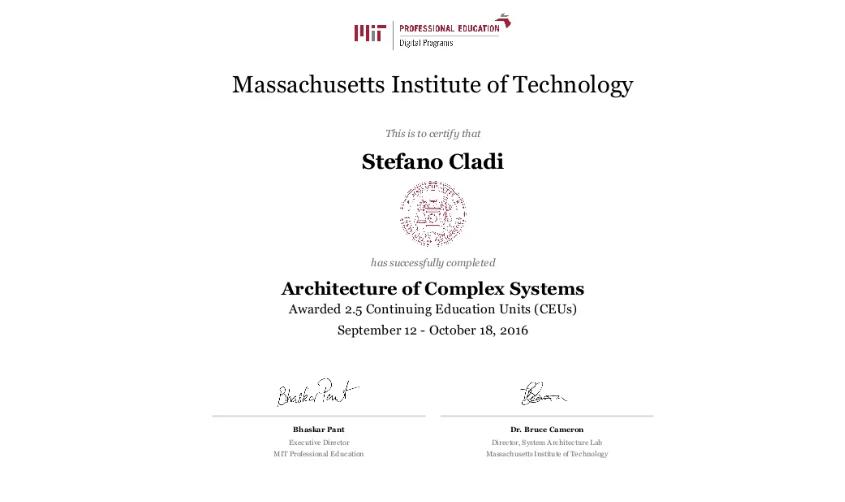 MIT PROFESSIONAL EDUCATION
Digital Programs
Massachusetts Institute of Technology
This is to certify that
Stefano Cladi
has successfully completed
Architecture of Complex Systems
Awarded 2.5 Continuing Education Units (CEUs)
September 12 - October 18, 2016
Bhaskar Pant
Bhaskar Pant
Executive Director
MIT Professional Education
Dr. Bruce Cameron
Director, System Architecture Lab
Massachusetts Institute of Technology